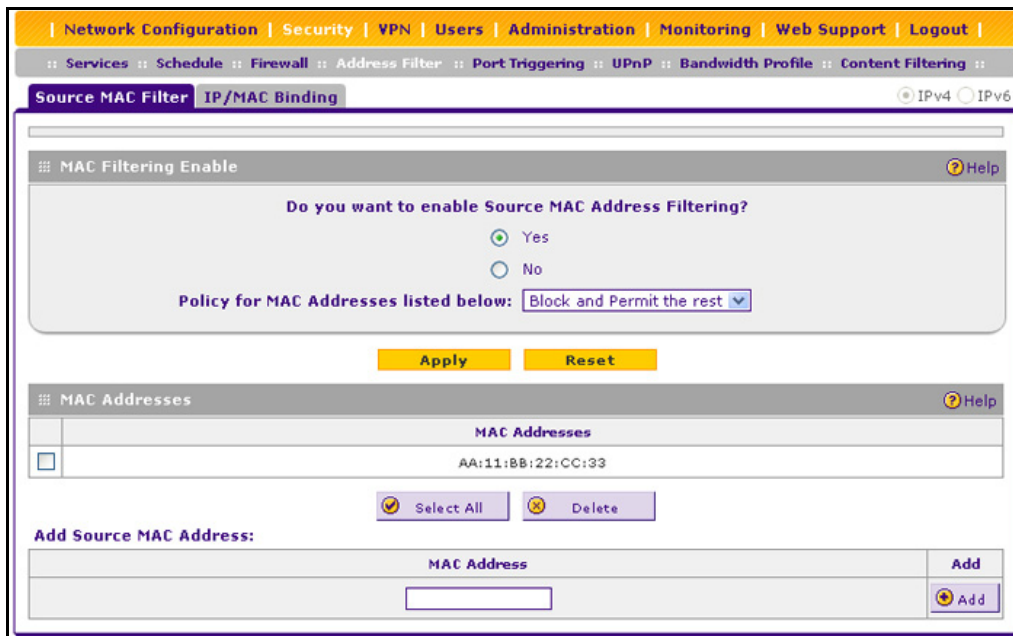 | Network Configuration | Security | VPN | Users | Administration | Monitoring | Web Support | Logout |
:: Services :: Schedule :: Firewall :: Address Filter :: Port Triggering :: UPnP :: Bandwidth Profile :: Content Filtering ::
Source MAC Filter IP/MAC Binding IPv4 IPv6
MAC Filtering Enable Help
Do you want to enable Source MAC Address Filtering?
Yes
No
Policy for MAC Addresses listed below: Block and Permit the rest
Apply Reset
MAC Addresses Help
MAC Addresses
AA:11:BB:22:CC:33
Select All Delete
Add Source MAC Address:
MAC Address Add
Add